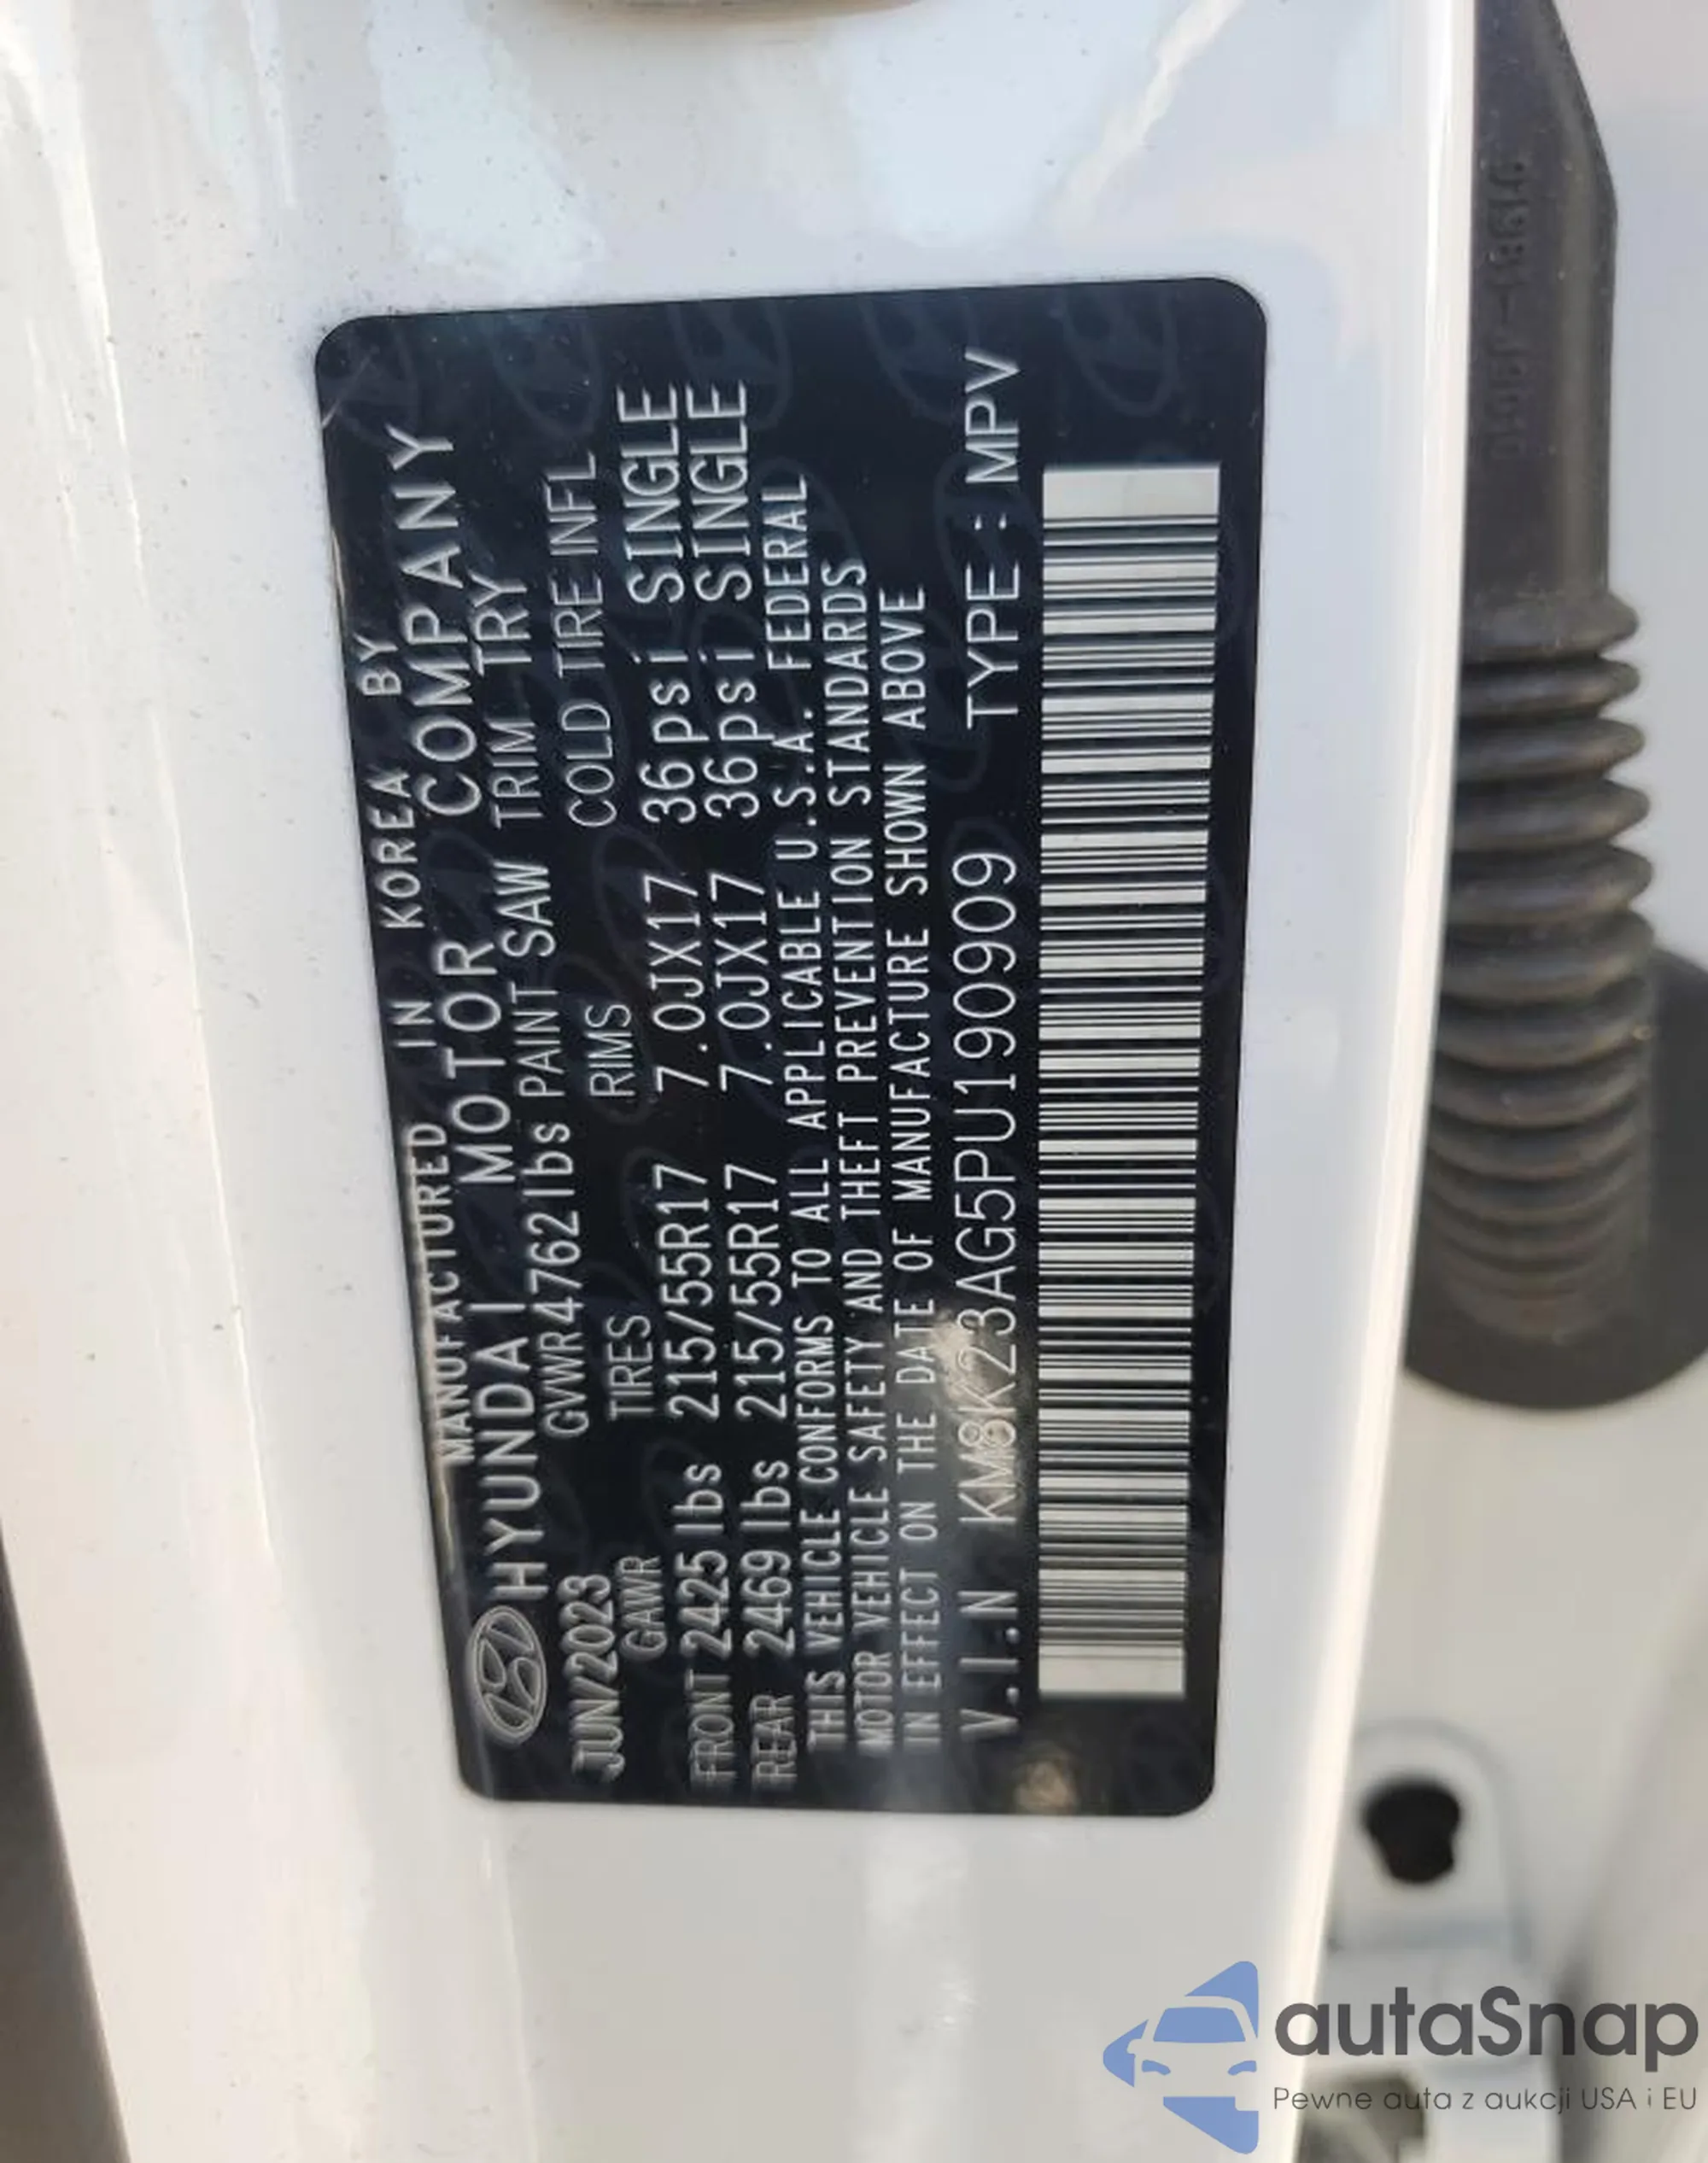 MANUFACTURED IN KOREA BY
HYUNDAI MOTOR COMPANY
JUN/2023 GVWR 4762 lbs PAINT SAW TRIM TRY
GAWR TIRES RIMS COLD TIRE INFL
FRONT 2425 lbs 215/55R17 7.0JX17 36psi SINGLE
REAR 2469 lbs 215/55R17 7.0JX17 36psi SINGLE
THIS VEHICLE CONFORMS TO ALL APPLICABLE U.S.A. FEDERAL
MOTOR VEHICLE SAFETY AND THEFT PREVENTION STANDARDS
IN EFFECT ON THE DATE OF MANUFACTURE SHOWN ABOVE
V.I.N KM8K23AG5PU190909 TYPE : MPV
autaSnap
Pewne auta z aukcji USA i EU